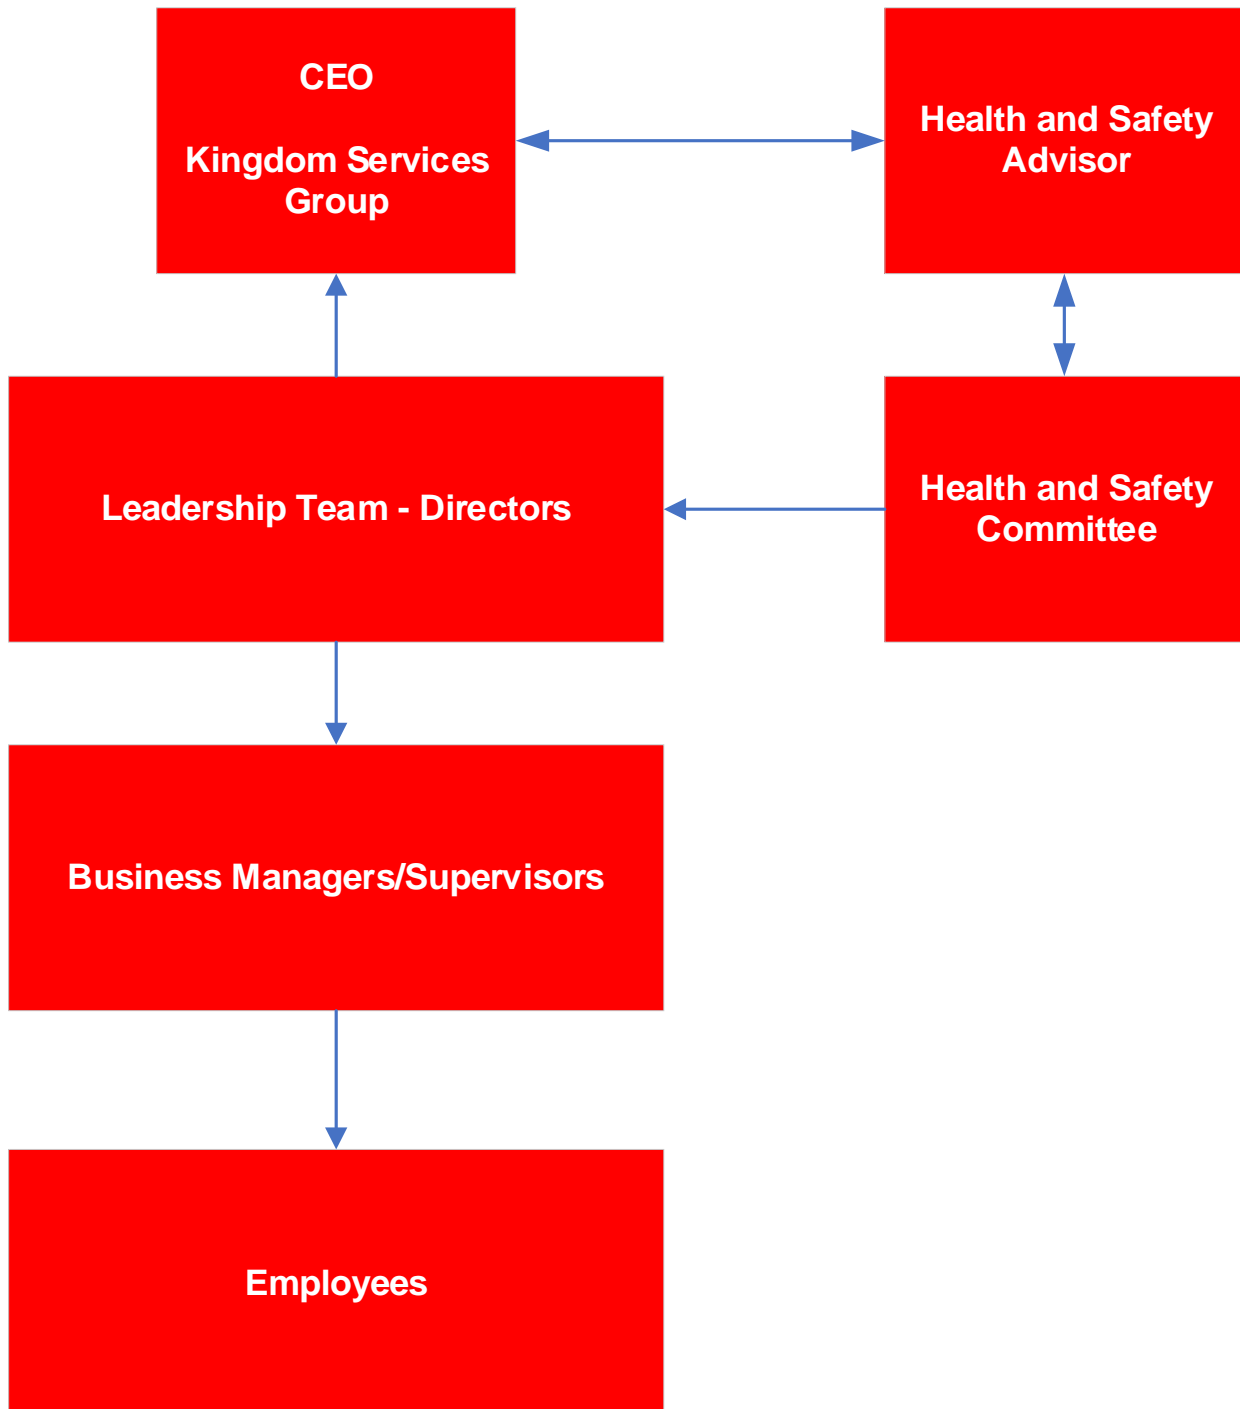 CEO
Kingdom Services
Group
Health and Safety
Advisor
Leadership Team - Directors
Health and Safety
Committee
Business Managers/Supervisors
Employees